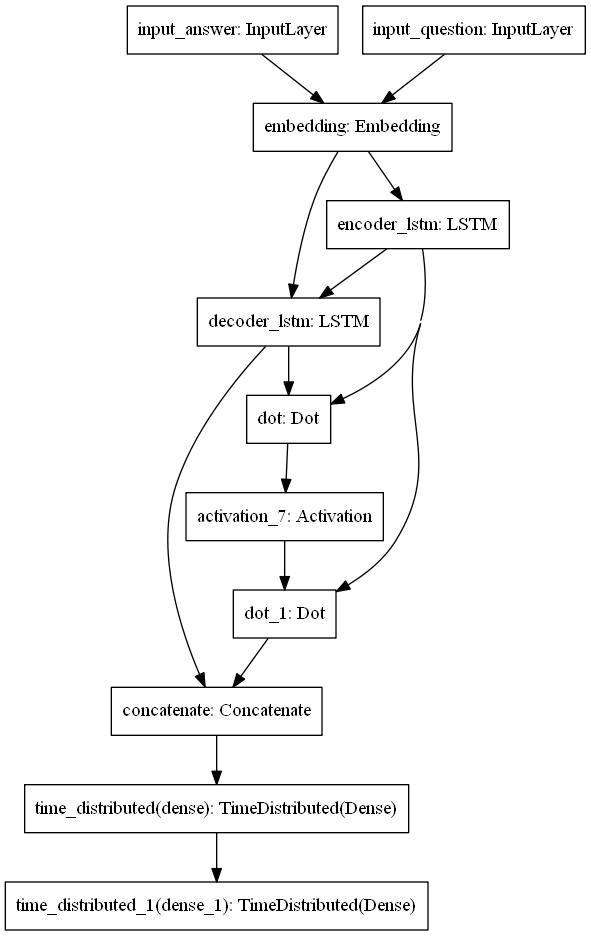 input_answer: InputLayer
input_question: InputLayer
embedding: Embedding
encoder_lstm: LSTM
decoder_lstm: LSTM
dot: Dot
activation_7: Activation
dot_1: Dot
concatenate: Concatenate
time_distributed(dense): TimeDistributed(Dense)
time_distributed_1(dense_1): TimeDistributed(Dense)